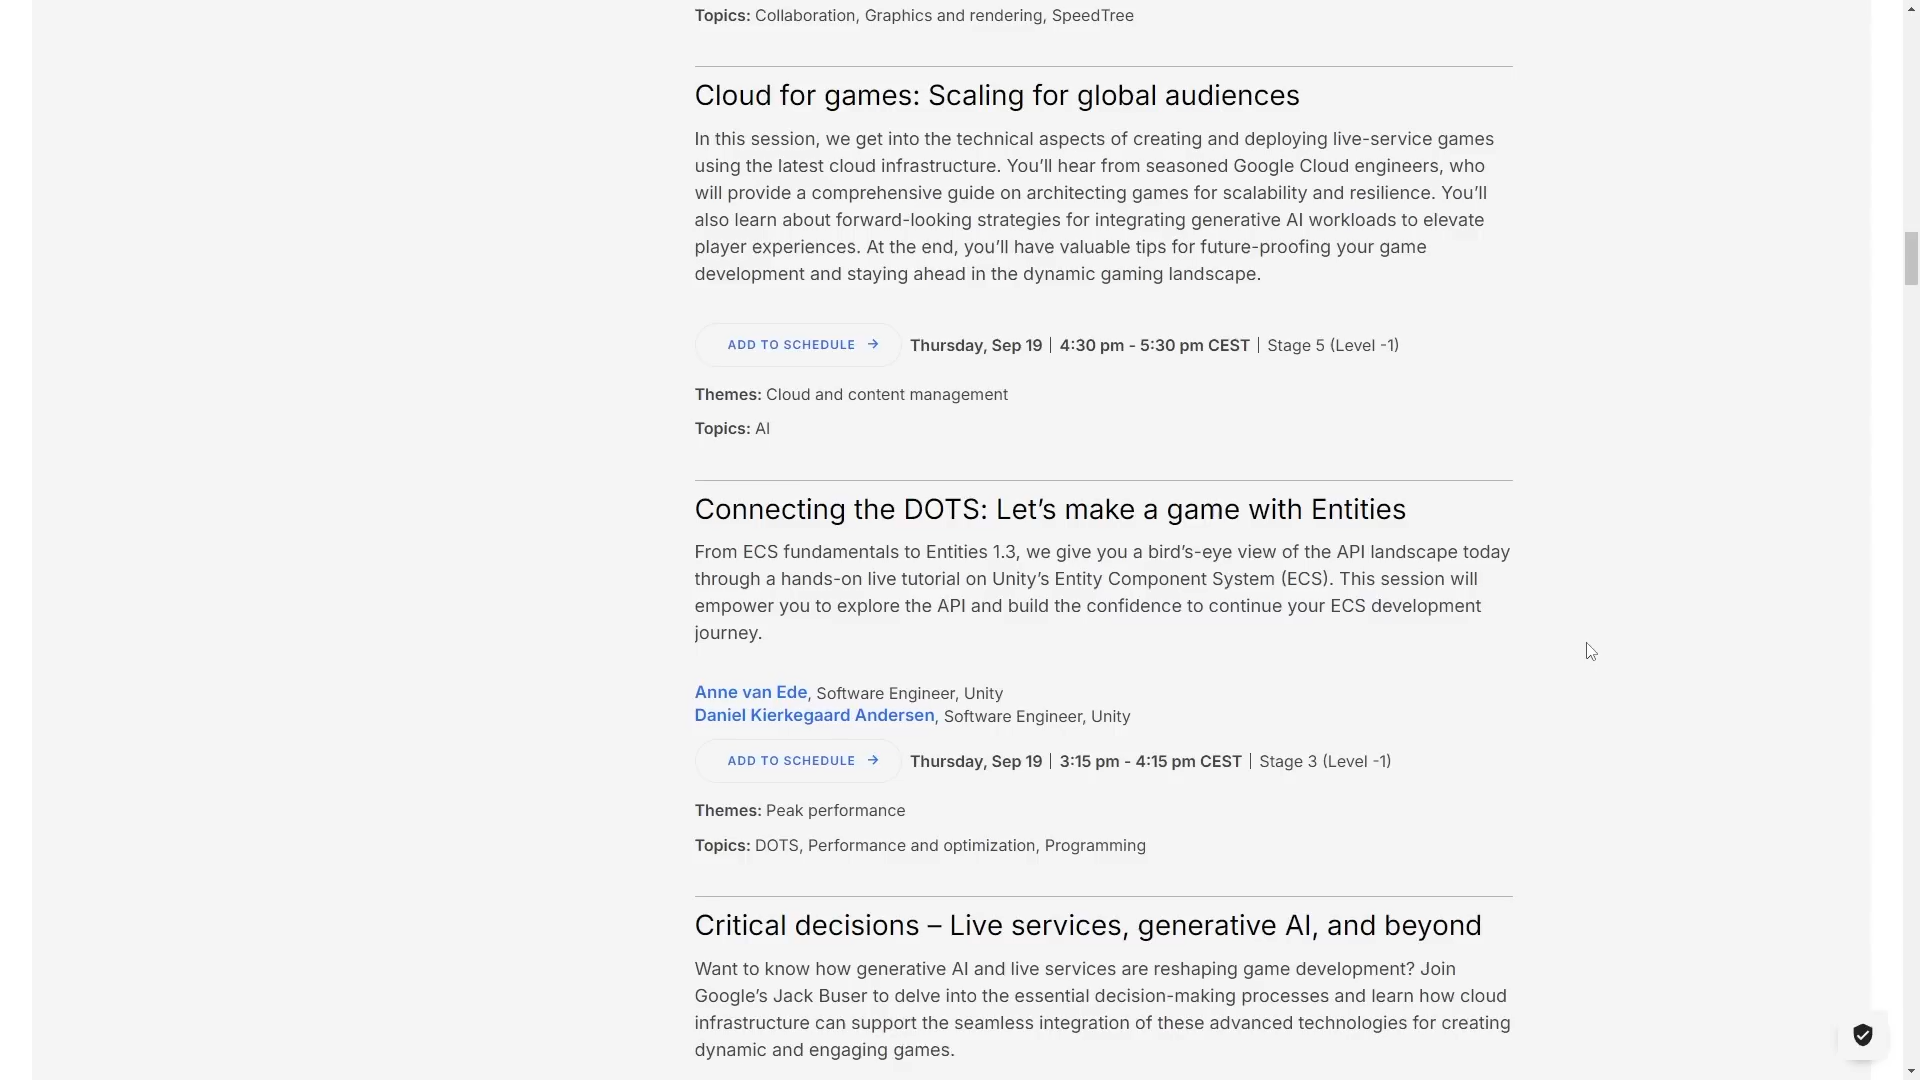 Topics: Collaboration, Graphics and rendering, SpeedTree
Cloud for games: Scaling for global audiences
In this session, we get into the technical aspects of creating and deploying live-service games
using the latest cloud infrastructure. You’ll hear from seasoned Google Cloud engineers, who
will provide a comprehensive guide on architecting games for scalability and resilience. You’ll
also learn about forward-looking strategies for integrating generative AI workloads to elevate
player experiences. At the end, you’ll have valuable tips for future-proofing your game
development and staying ahead in the dynamic gaming landscape.
ADD TO SCHEDULE → Thursday, Sep 19 | 4:30 pm - 5:30 pm CEST | Stage 5 (Level -1)
Themes: Cloud and content management
Topics: AI
Connecting the DOTS: Let’s make a game with Entities
From ECS fundamentals to Entities 1.3, we give you a bird’s-eye view of the API landscape today
through a hands-on live tutorial on Unity’s Entity Component System (ECS). This session will
empower you to explore the API and build the confidence to continue your ECS development
journey.
Anne van Ede, Software Engineer, Unity
Daniel Kierkegaard Andersen, Software Engineer, Unity
ADD TO SCHEDULE → Thursday, Sep 19 | 3:15 pm - 4:15 pm CEST | Stage 3 (Level -1)
Themes: Peak performance
Topics: DOTS, Performance and optimization, Programming
Critical decisions – Live services, generative AI, and beyond
Want to know how generative AI and live services are reshaping game development? Join
Google’s Jack Buser to delve into the essential decision-making processes and learn how cloud
infrastructure can support the seamless integration of these advanced technologies for creating
dynamic and engaging games.